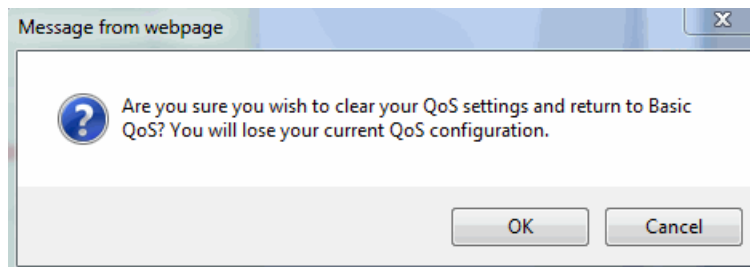 Message from webpage
Are you sure you wish to clear your QoS settings and return to Basic
QoS? You will lose your current QoS configuration.
OK
Cancel